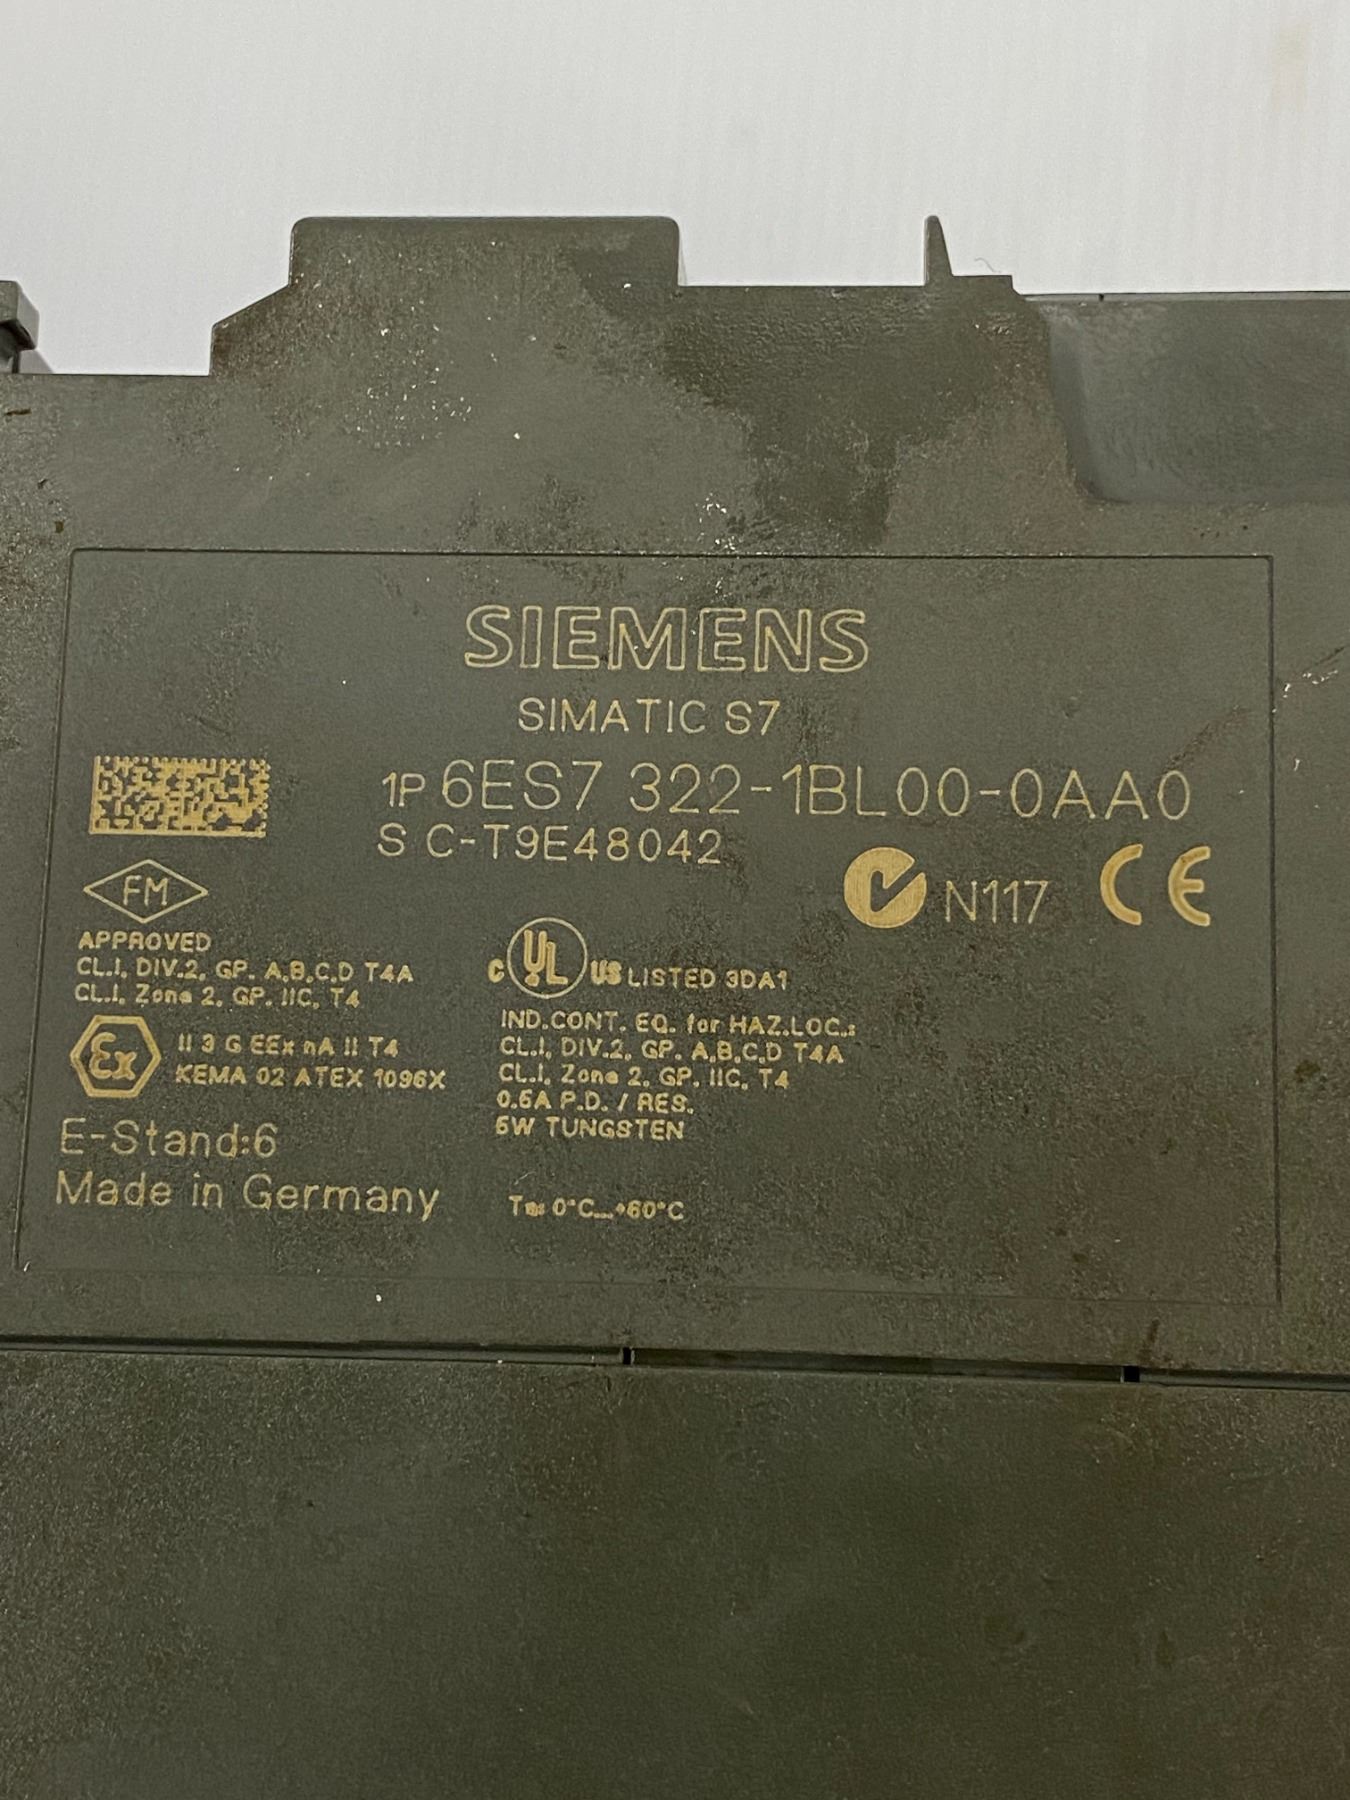 SIEMENS
SIMATIC S7
1P 6ES7 322-1BL00-0AA0
S C-T9E48042
FM
APPROVED
CL.I, DIV.2, GP. A,B,C,D T4A
CL.I, Zone 2, GP. IIC, T4
Ex
II 3 G EEx nA II T4
KEMA 02 ATEX 1096X
E-Stand:6
Made in Germany
N117 CE
C UL US LISTED 3DA1
IND.CONT. EQ. for HAZ.LOC.:
CL.I, DIV.2, GP. A,B,C,D T4A
CL.I, Zone 2, GP. IIC, T4
0.5A P.D. / RES.
5W TUNGSTEN
Ta: 0°C...+60°C